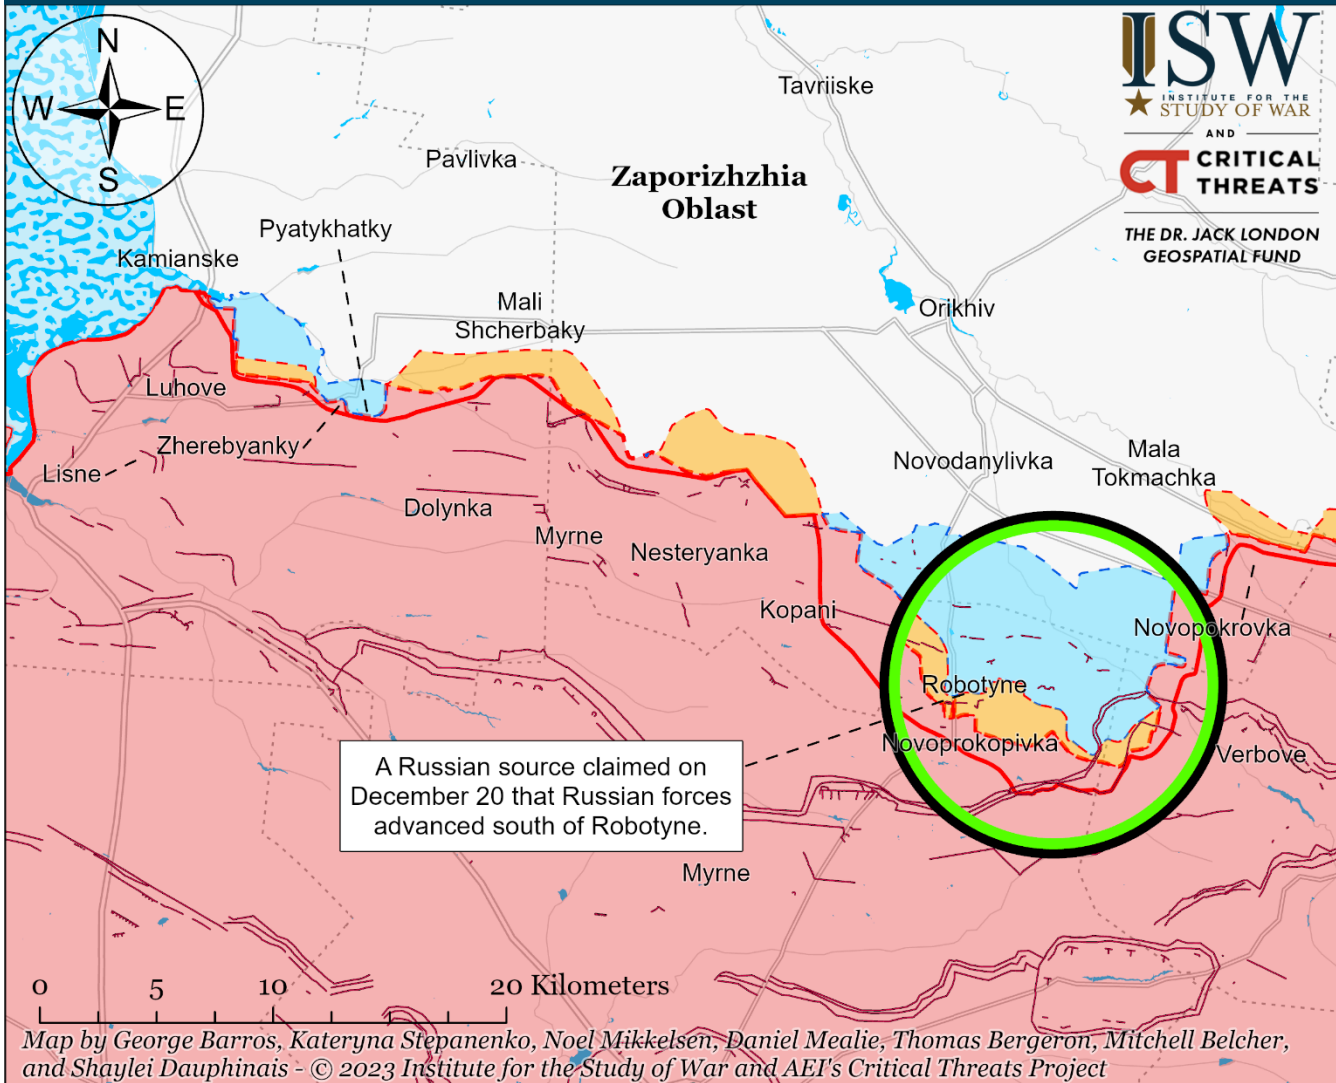 N
W
E
S
ISW
INSTITUTE FOR THE
STUDY OF WAR
AND
CT CRITICAL
THREATS
THE DR. JACK LONDON
GEOSPATIAL FUND
Tavriiske
Pavlivka
Zaporizhzhia
Oblast
Pyatykhatky
Kamianske
Mali
Shcherbaky
Orikhiv
Luhove
Zherebyanky
Lisne
Novodanylivka
Mala
Tokmachka
Dolynka
Myrne
Nesteryanka
Kopani
Novopokrovka
Robotyne
Novoprokopivka
Verbove
A Russian source claimed on
December 20 that Russian forces
advanced south of Robotyne.
Myrne
0 5 10 20 Kilometers
Map by George Barros, Kateryna Stepanenko, Noel Mikkelsen, Daniel Mealie, Thomas Bergeron, Mitchell Belcher,
and Shaylei Dauphinais - © 2023 Institute for the Study of War and AEI's Critical Threats Project